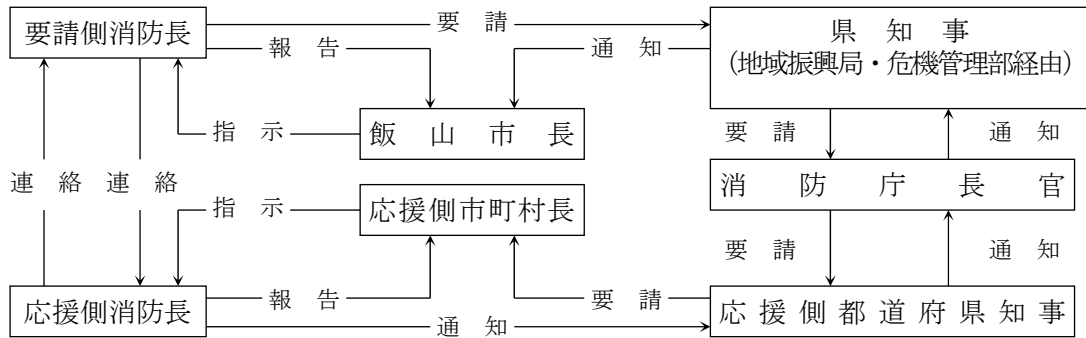 要請側消防長
要請
報告
通知
県知事
(地域振興局・危機管理部経由)
指示
飯山市長
要請
通知
連絡
連絡
消防庁長官
指示
応援側市町村長
要請
通知
応援側消防長
報告
要請
通知
応援側都道府県知事